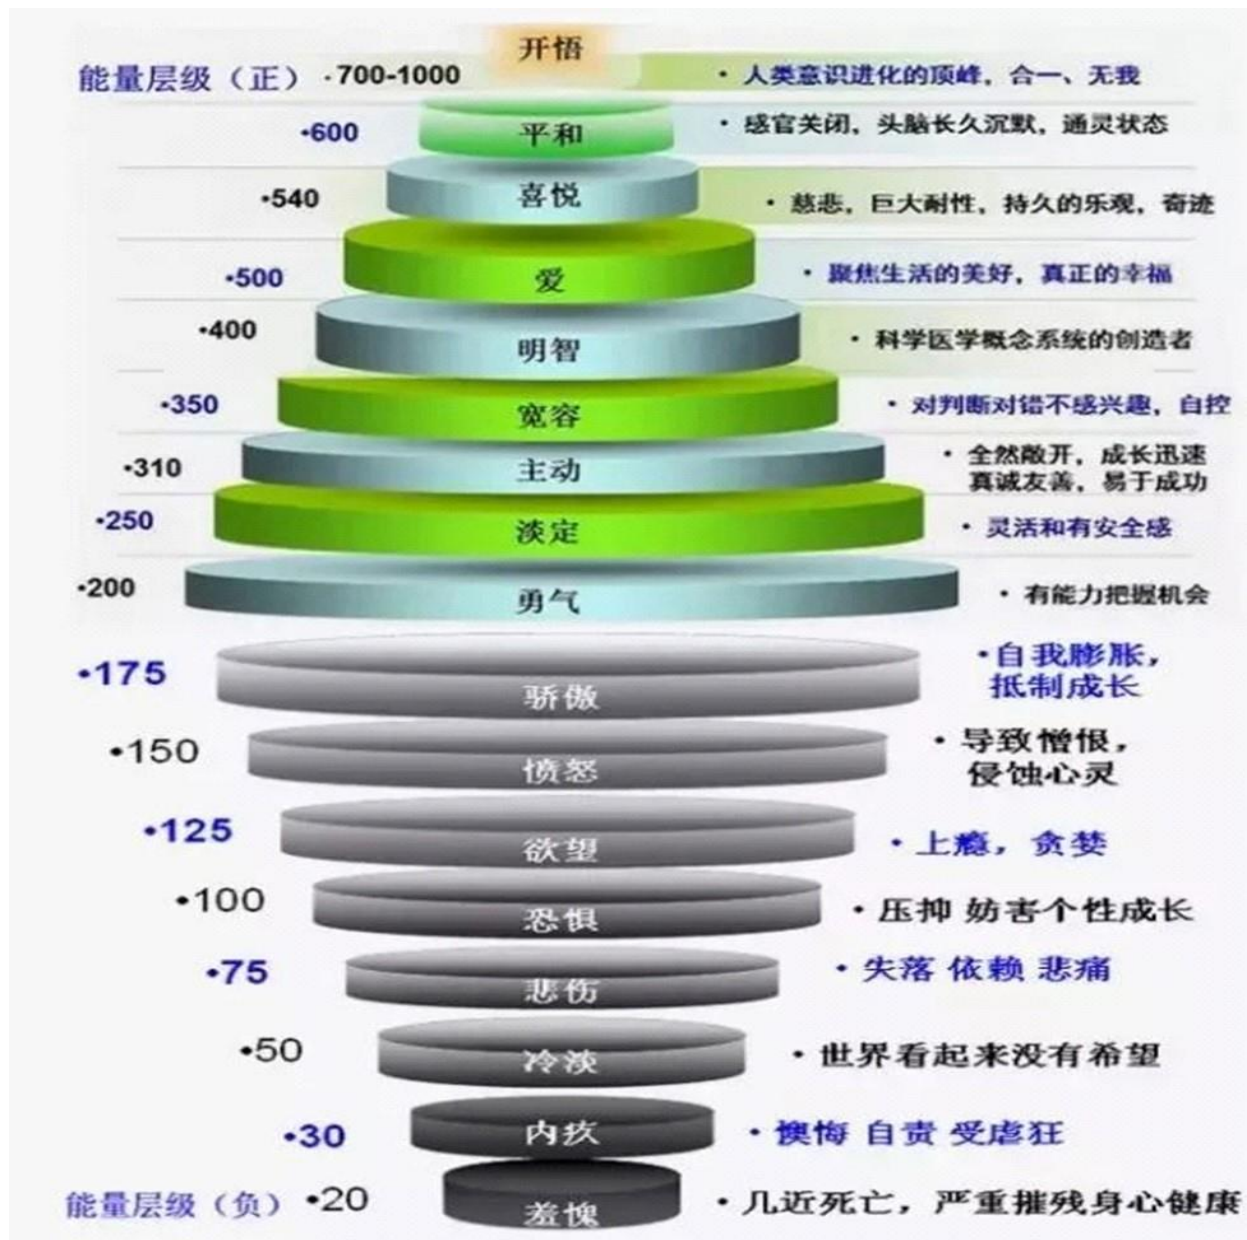 开悟
能量层级（正） ·700-1000 · 人类意识进化的顶峰，合一、无我
·600 平和 · 感官关闭，头脑长久沉默，通灵状态
·540 喜悦 · 慈悲，巨大耐性，持久的乐观，奇迹
·500 爱 · 聚焦生活的美好，真正的幸福
·400 明智 · 科学医学概念系统的创造者
·350 宽容 · 对判断对错不感兴趣，自控
·310 主动 · 全然敞开，成长迅速
真诚友善，易于成功
·250 淡定 · 灵活和有安全感
·200 勇气 · 有能力把握机会
·175 骄傲 ·自我膨胀，
抵制成长
·150 愤怒 · 导致憎恨，
侵蚀心灵
·125 欲望 · 上瘾，贪婪
·100 恐惧 · 压抑 妨害个性成长
·75 悲伤 · 失落 依赖 悲痛
·50 冷淡 · 世界看起来没有希望
·30 内疚 · 懊悔 自责 受虐狂
能量层级（负） ·20 羞愧 · 几近死亡，严重摧残身心健康